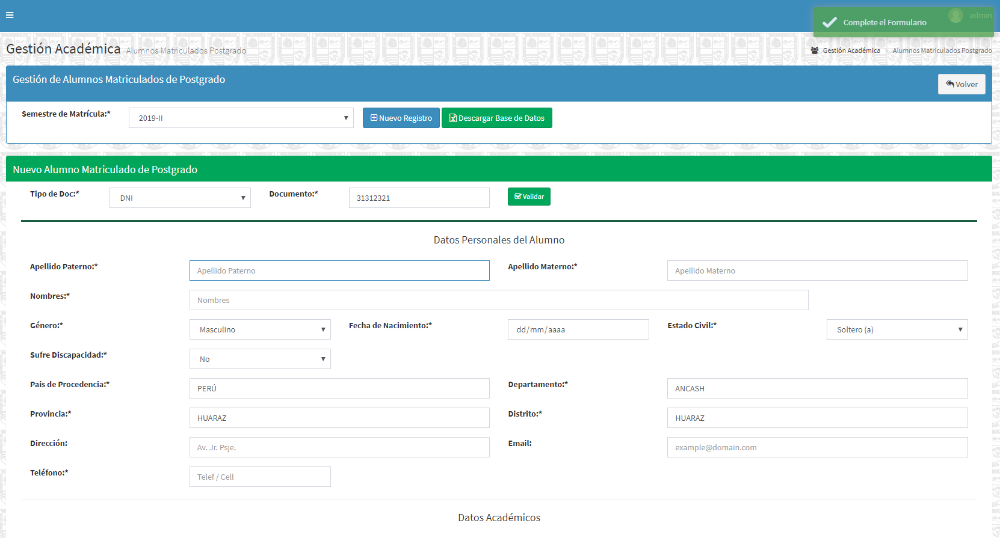 Complete el Formulario
admin
Gestión Académica Alumnos Matriculados Postgrado
Gestión Académica > Alumnos Matriculados Postgrado
Gestión de Alumnos Matriculados de Postgrado
Volver
Semestre de Matrícula:* 2019-II Nuevo Registro Descargar Base de Datos
Nuevo Alumno Matriculado de Postgrado
Tipo de Doc:* DNI Documento:* 31312321 Validar
Datos Personales del Alumno
Apellido Paterno:* Apellido Paterno Apellido Materno:* Apellido Materno
Nombres:* Nombres
Género:* Masculino Fecha de Nacimiento:* dd/mm/aaaa Estado Civil:* Soltero (a)
Sufre Discapacidad:* No
Pais de Procedencia:* PERÚ Departamento:* ANCASH
Provincia:* HUARAZ Distrito:* HUARAZ
Dirección: Av. Jr. Psje. Email: example@domain.com
Teléfono:* Telef / Cell
Datos Académicos